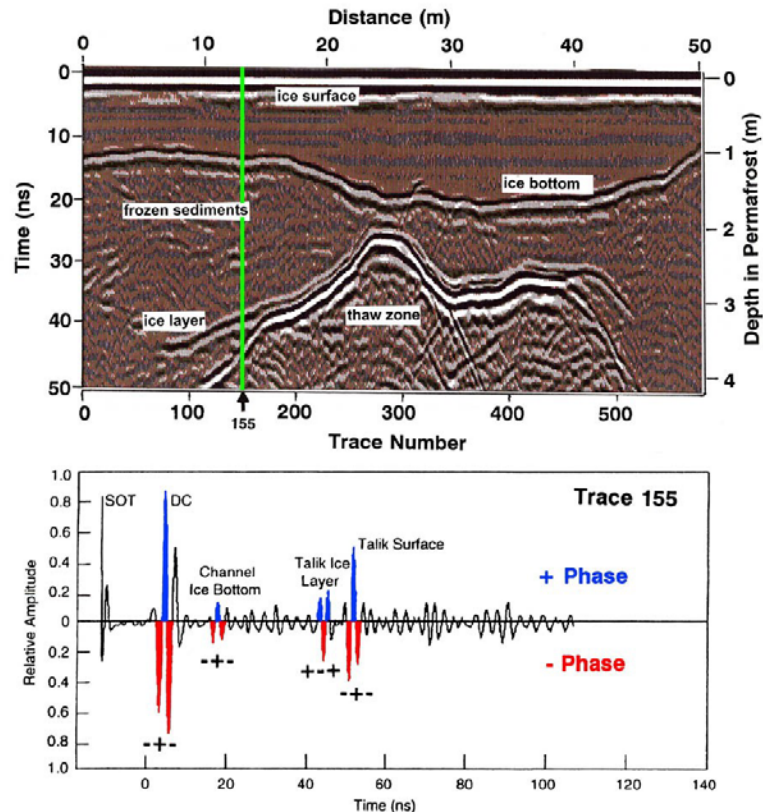 Distance (m)
0 10 20 30 40 50
Time (ns)
0
10
20
30
40
50
ice surface
ice bottom
frozen sediments
ice layer
thaw zone
Depth in Permafrost (m)
0
1
2
3
4
0 100 200 300 400 500
155
Trace Number
Relative Amplitude
1.0
0.8
0.6
0.4
0.2
0
0.2
0.4
0.6
0.8
1.0
SOT
DC
Trace 155
Channel
Ice Bottom
Talik Ice
Layer
Talik Surface
+ Phase
- Phase
-+-
+-+
-+-
-+-
0 20 40 60 80 100 120 140
Time (ns)